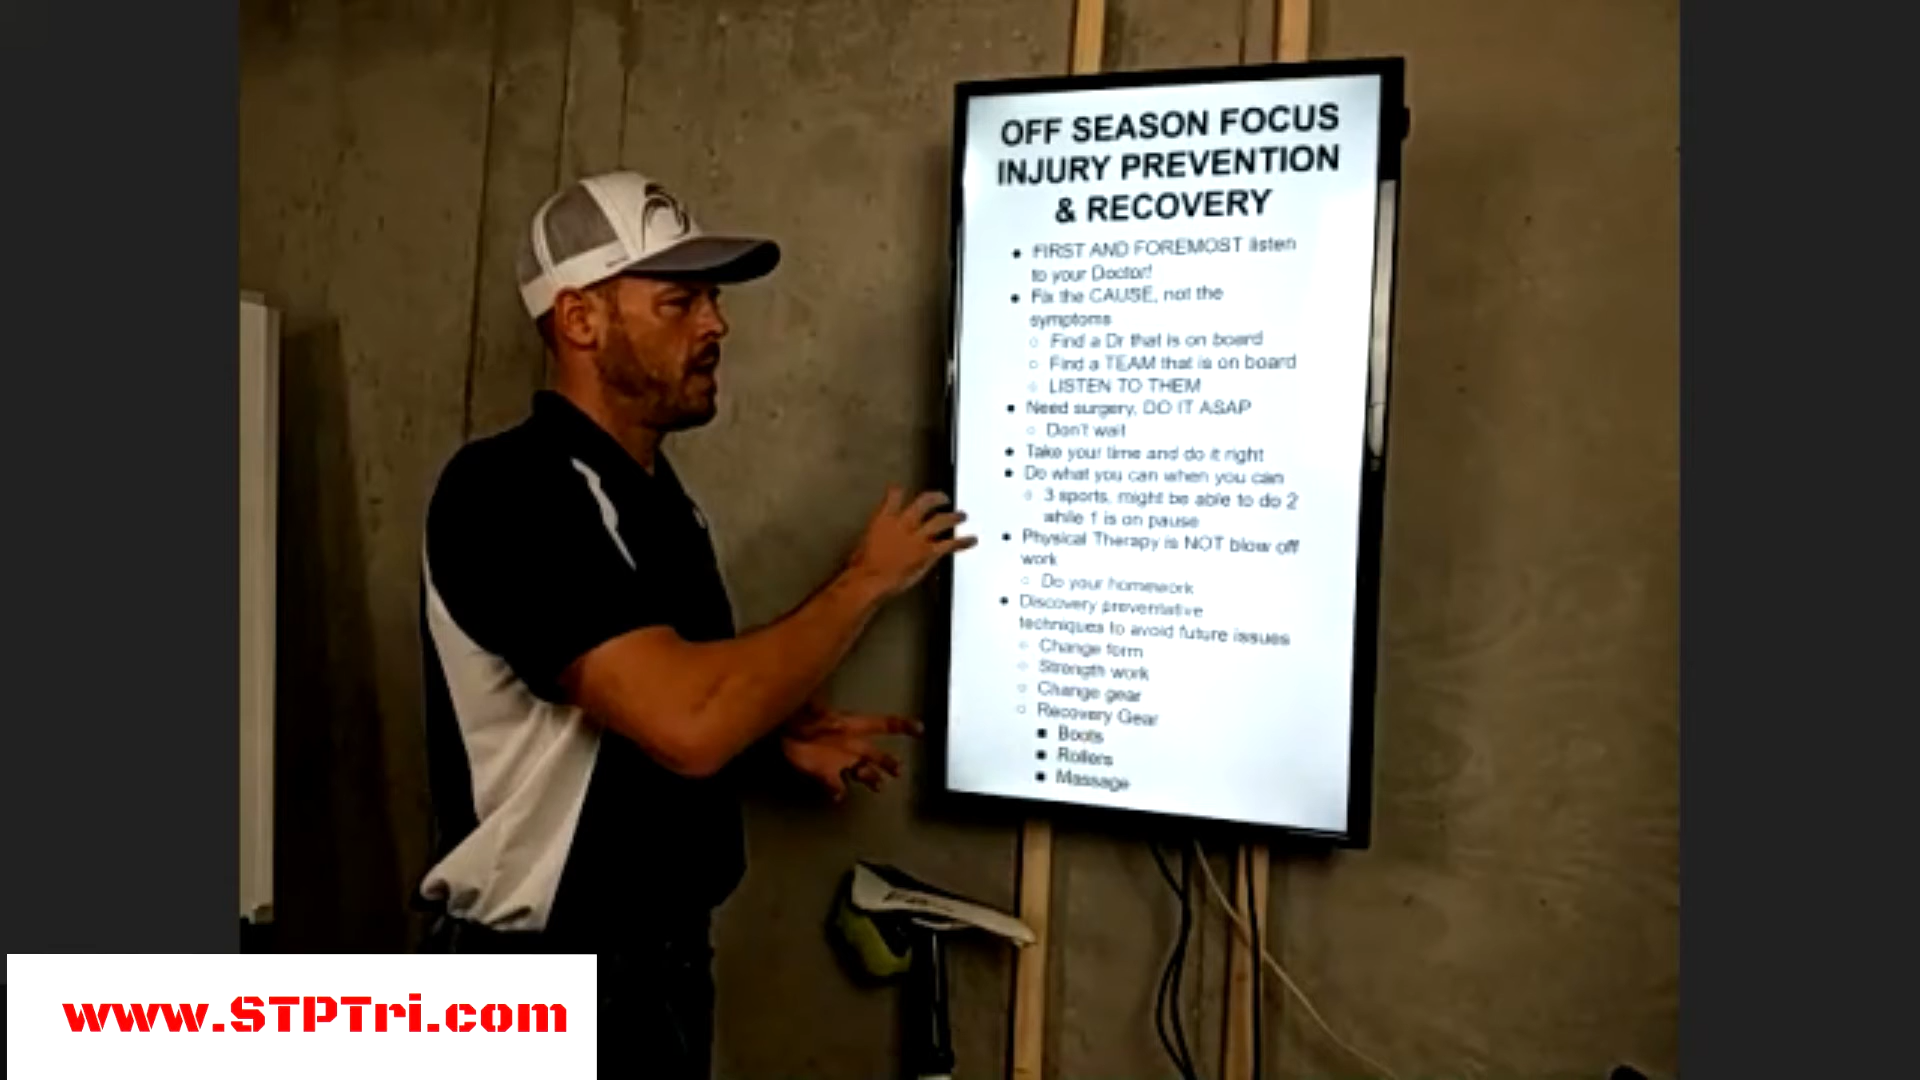 OFF SEASON FOCUS
INJURY PREVENTION
& RECOVERY
• FIRST AND FOREMOST listen
to your Doctor!
• Fix the CAUSE, not the
symptoms
○ Find a Dr that is on board
○ Find a TEAM that is on board
○ LISTEN TO THEM
• Need surgery, DO IT ASAP
○ Don't wait
• Take your time and do it right
• Do what you can when you can
○ 3 sports, might be able to do 2
while 1 is on pause
• Physical Therapy is NOT blow off
work
○ Do your homework
• Discovery preventative
techniques to avoid future issues
○ Change form
○ Strength work
○ Change gear
○ Recovery Gear
■ Boots
■ Rollers
■ Massage
www.STPTri.com